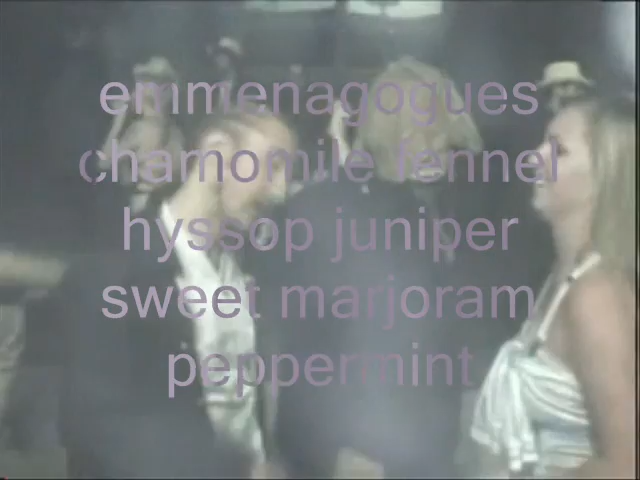 emmenagogues
chamomile fennel
hyssop juniper
sweet marjoram
peppermint